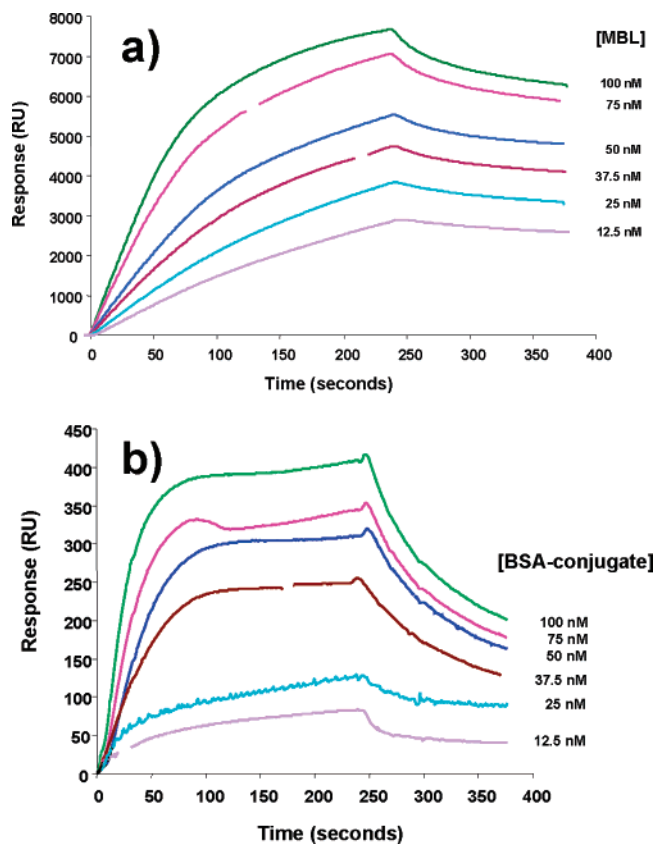 a)
Response (RU)
8000
7000
6000
5000
4000
3000
2000
1000
0
0 50 100 150 200 250 300 350 400
Time (seconds)
[MBL]
100 nM
75 nM
50 nM
37.5 nM
25 nM
12.5 nM
b)
Response (RU)
450
400
350
300
250
200
150
100
50
0
0 50 100 150 200 250 300 350 400
Time (seconds)
[BSA-conjugate]
100 nM
75 nM
50 nM
37.5 nM
25 nM
12.5 nM